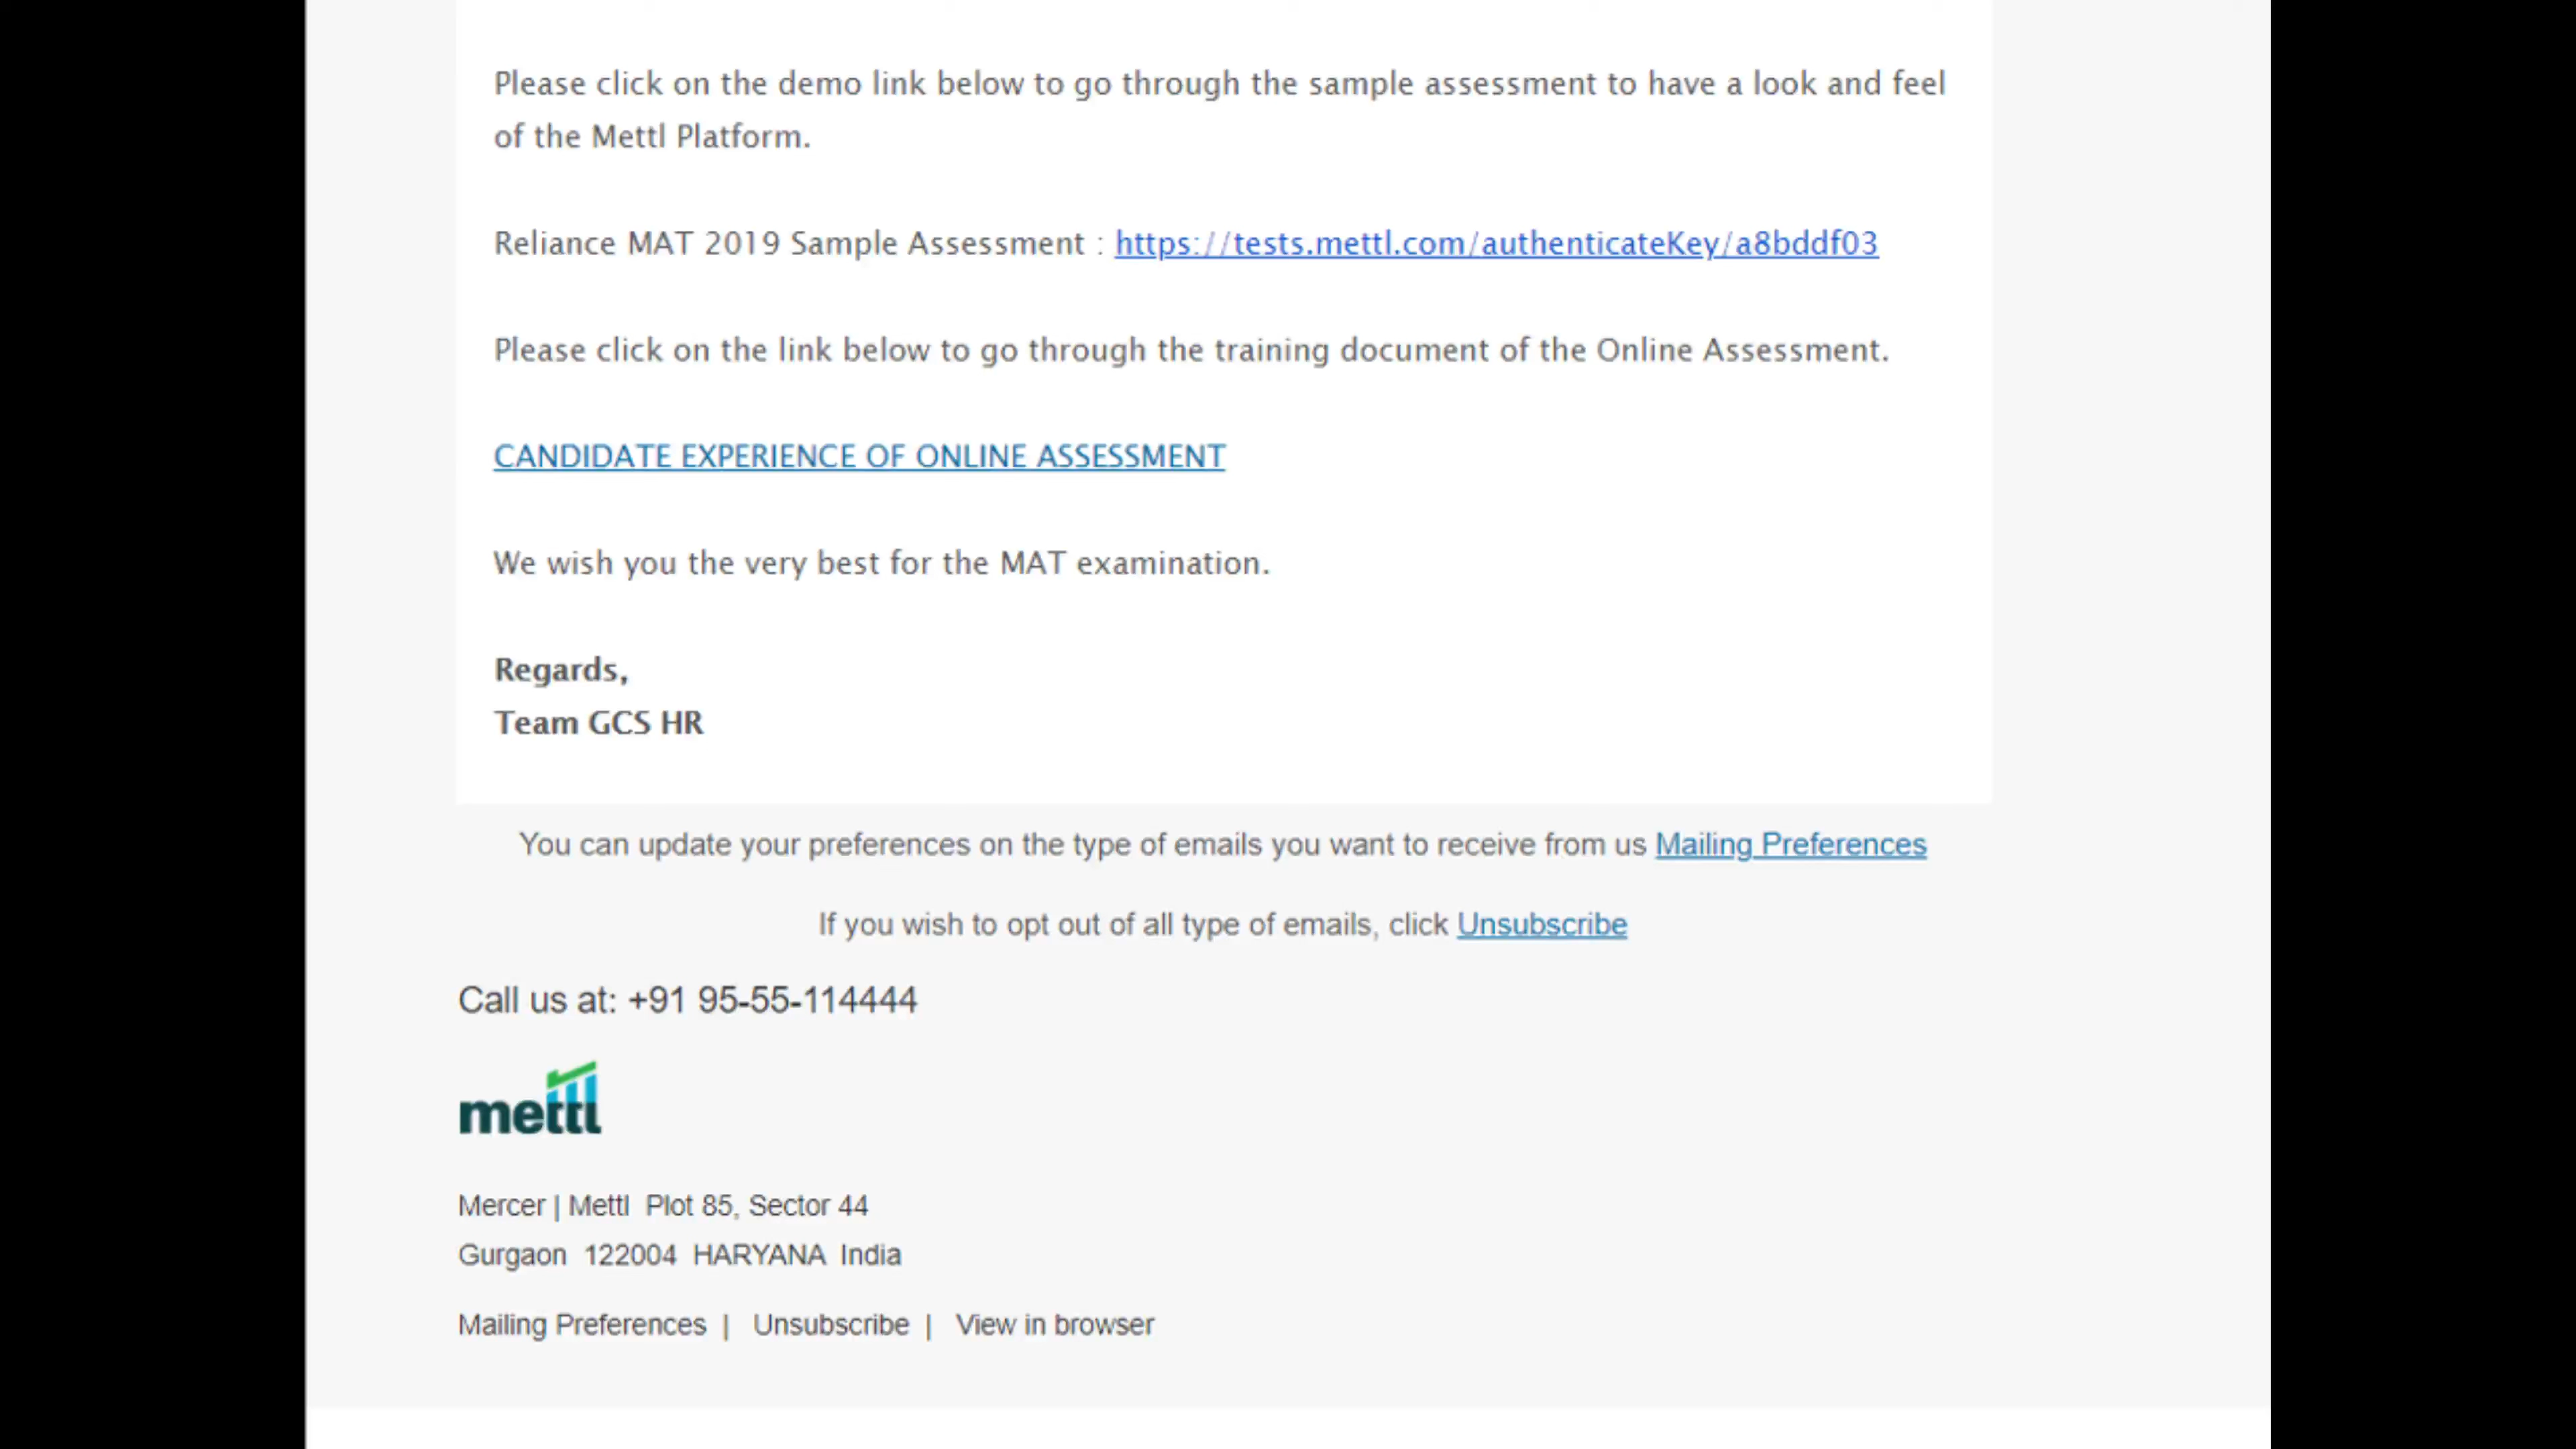 Please click on the demo link below to go through the sample assessment to have a look and feel
of the Mettl Platform.
Reliance MAT 2019 Sample Assessment : https://tests.mettl.com/authenticateKey/a8bddf03
Please click on the link below to go through the training document of the Online Assessment.
CANDIDATE EXPERIENCE OF ONLINE ASSESSMENT
We wish you the very best for the MAT examination.
Regards,
Team GCS HR
You can update your preferences on the type of emails you want to receive from us Mailing Preferences
If you wish to opt out of all type of emails, click Unsubscribe
Call us at: +91 95-55-114444
mettl
Mercer | Mettl Plot 85, Sector 44
Gurgaon 122004 HARYANA India
Mailing Preferences | Unsubscribe | View in browser